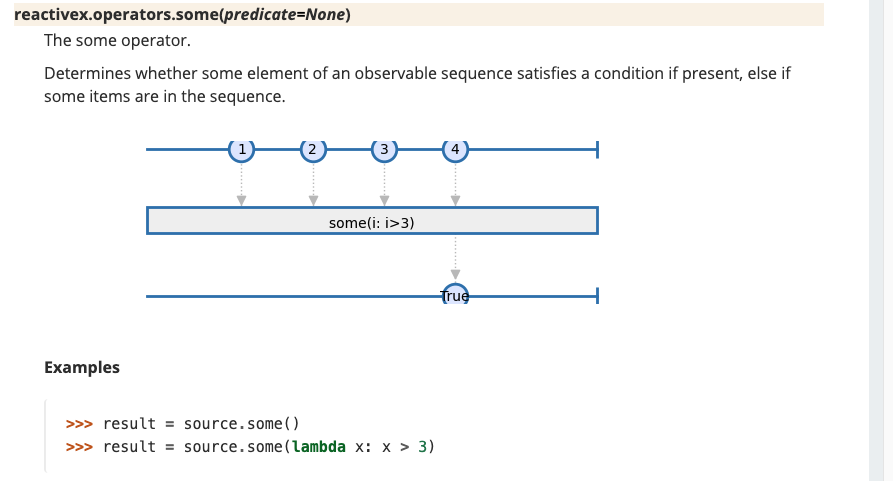 reactivex.operators.some(predicate=None)
The some operator.
Determines whether some element of an observable sequence satisfies a condition if present, else if
some items are in the sequence.
1 2 3 4
some(i: i>3)
True
Examples
>>> result = source.some()
>>> result = source.some(lambda x: x > 3)